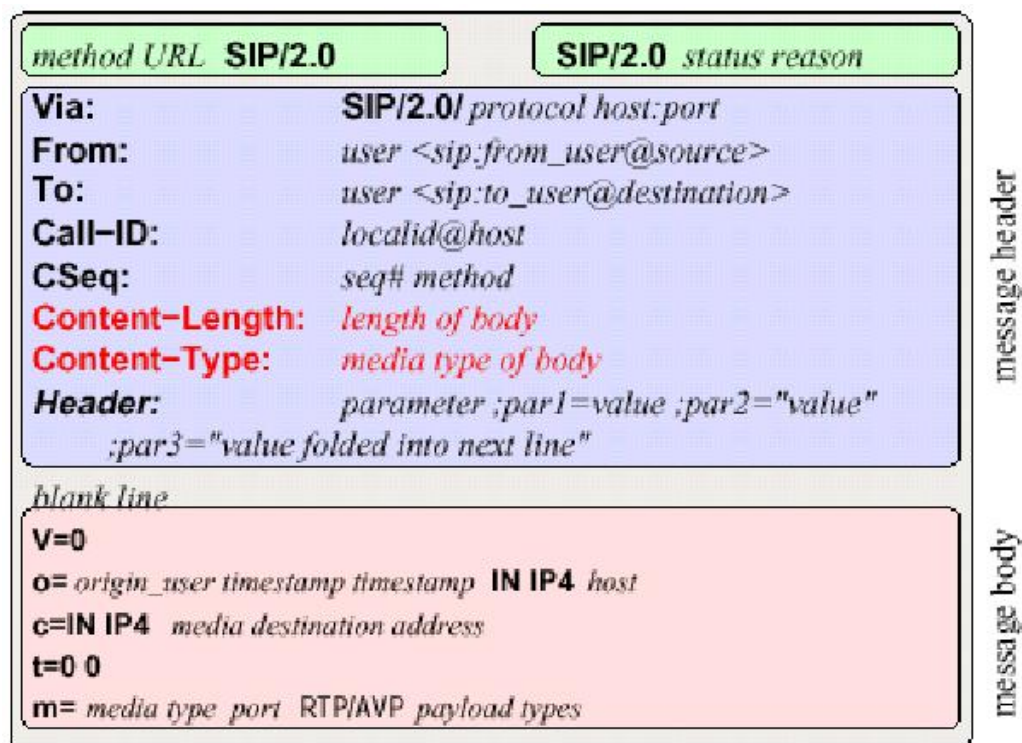 method URL SIP/2.0
SIP/2.0 status reason
Via: SIP/2.0/ protocol host:port
From: user <sip:from_user@source>
To: user <sip:to_user@destination>
Call-ID: localid@host
CSeq: seq# method
Content-Length: length of body
Content-Type: media type of body
Header: parameter ;par1=value ;par2="value"
;par3="value folded into next line"
message header
blank line
V=0
o= origin_user timestamp timestamp IN IP4 host
c=IN IP4 media destination address
t=0 0
m= media type port RTP/AVP payload types
message body